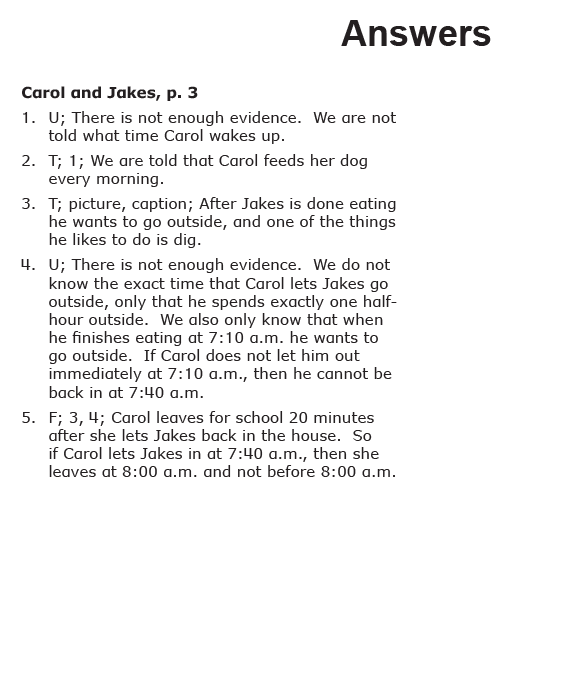 Answers
Carol and Jakes, p. 3
1. U; There is not enough evidence. We are not
told what time Carol wakes up.
2. T; 1; We are told that Carol feeds her dog
every morning.
3. T; picture, caption; After Jakes is done eating
he wants to go outside, and one of the things
he likes to do is dig.
4. U; There is not enough evidence. We do not
know the exact time that Carol lets Jakes go
outside, only that he spends exactly one half-
hour outside. We also only know that when
he finishes eating at 7:10 a.m. he wants to
go outside. If Carol does not let him out
immediately at 7:10 a.m., then he cannot be
back in at 7:40 a.m.
5. F; 3, 4; Carol leaves for school 20 minutes
after she lets Jakes back in the house. So
if Carol lets Jakes in at 7:40 a.m., then she
leaves at 8:00 a.m. and not before 8:00 a.m.